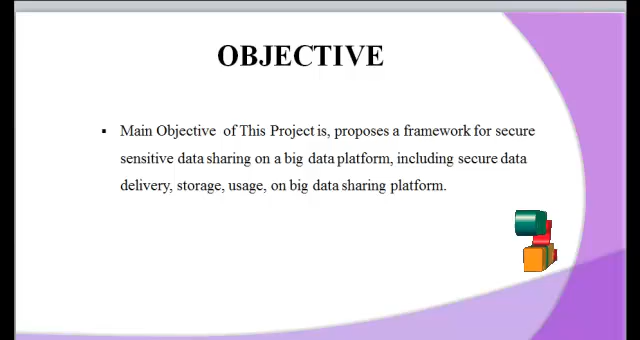 OBJECTIVE
▪ Main Objective of This Project is, proposes a framework for secure
sensitive data sharing on a big data platform, including secure data
delivery, storage, usage, on big data sharing platform.